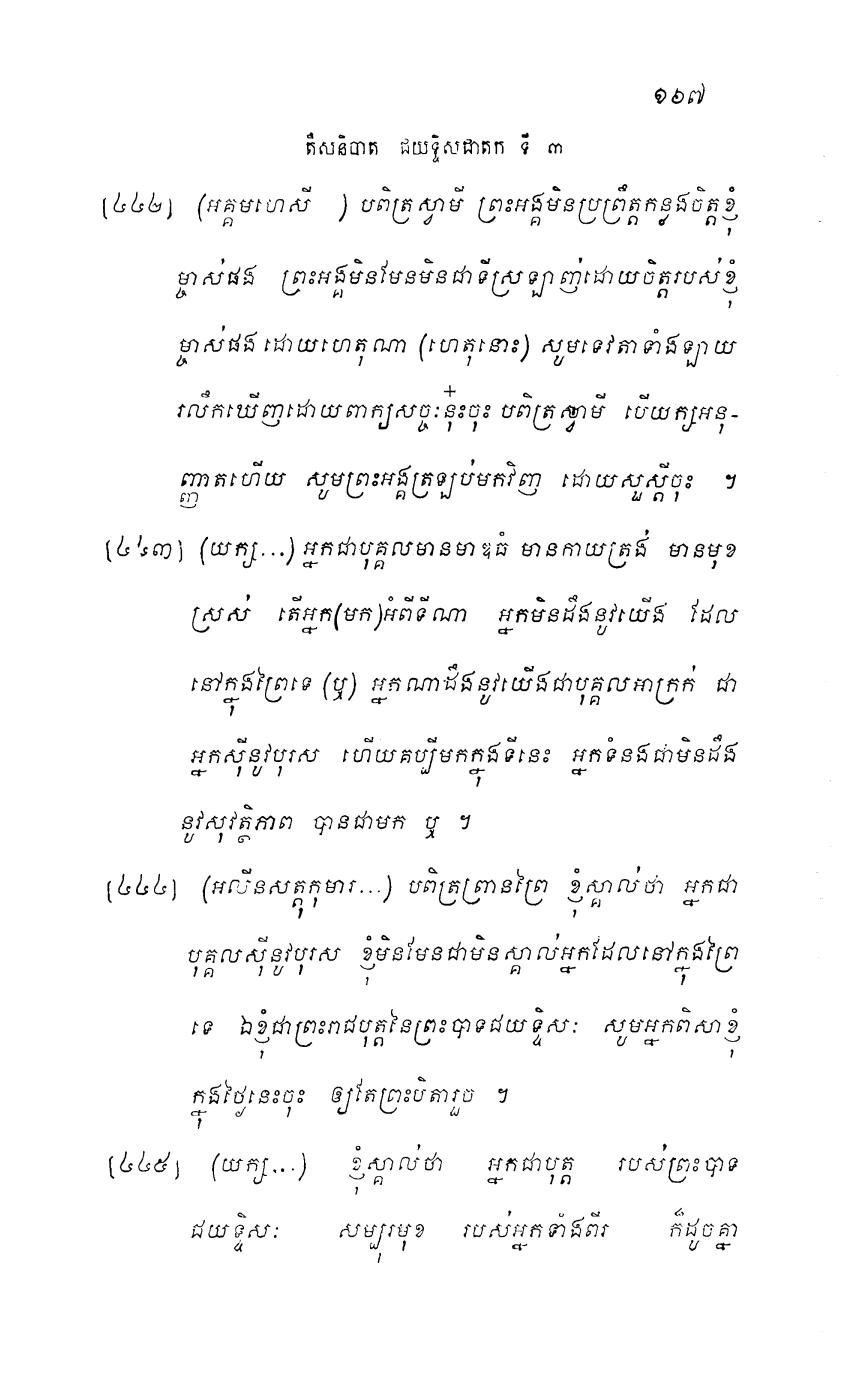 ១៦៧
តឹសនិបាត ជយទ្ទិសជាតក ទី ៣
[៤៤២] (អគ្គមហេសី ) បពិត្រស្វាមី ព្រះអង្គមិនប្រព្រឹត្តកន្លងចិត្តខ្ញុំ
ម្ចាស់ផង ព្រះអង្គមិនមែនមិនជាទីស្រឡាញ់ដោយចិត្តរបស់ខ្ញុំ
ម្ចាស់ផង ដោយហេតុណា (ហេតុនោះ) សូមទេវតាទាំងឡាយ
រលឹកឃើញដោយពាក្យសច្ចៈនុ៎ះចុះ បពិត្រស្វាមី បើយក្សអនុ-
ញ្ញាតហើយ សូមព្រះអង្គត្រឡប់មកវិញ ដោយសួស្តីចុះ ។
[៤៤៣] (យក្ស...) អ្នកជាបុគ្គលមានមាឌធំ មានកាយត្រង់ មានមុខ
ស្រស់ តើអ្នក(មក)អំពីទីណា អ្នកមិនដឹងនូវយើង ដែល
នៅក្នុងព្រៃទេ (ឬ) អ្នកណាដឹងនូវយើងជាបុគ្គលអាក្រក់ ជា
អ្នកស៊ីនូវបុរស ហើយគប្បីមកក្នុងទីនេះ អ្នកទំនងជាមិនដឹង
នូវសុវត្ថិភាព បានជាមក ឬ ។
[៤៤៤] (អលីនសត្តុកុមារ...) បពិត្រព្រានព្រៃ ខ្ញុំស្គាល់ថា អ្នកជា
បុគ្គលស៊ីនូវបុរស ខ្ញុំមិនមែនជាមិនស្គាល់អ្នកដែលនៅក្នុងព្រៃ
ទេ ឯខ្ញុំជាព្រះរាជបុត្តនៃព្រះបាទជយទ្ទិសៈ សូមអ្នកពិសាខ្ញុំ
ក្នុងថ្ងៃនេះចុះ ឲ្យតែព្រះបិតារួច ។
[៤៤៥] (យក្ស...) ខ្ញុំស្គាល់ថា អ្នកជាបុត្ត របស់ព្រះបាទ
ជយទ្ទិសៈ សម្បុរមុខ របស់អ្នកទាំងពីរ ក៏ដូចគ្នា